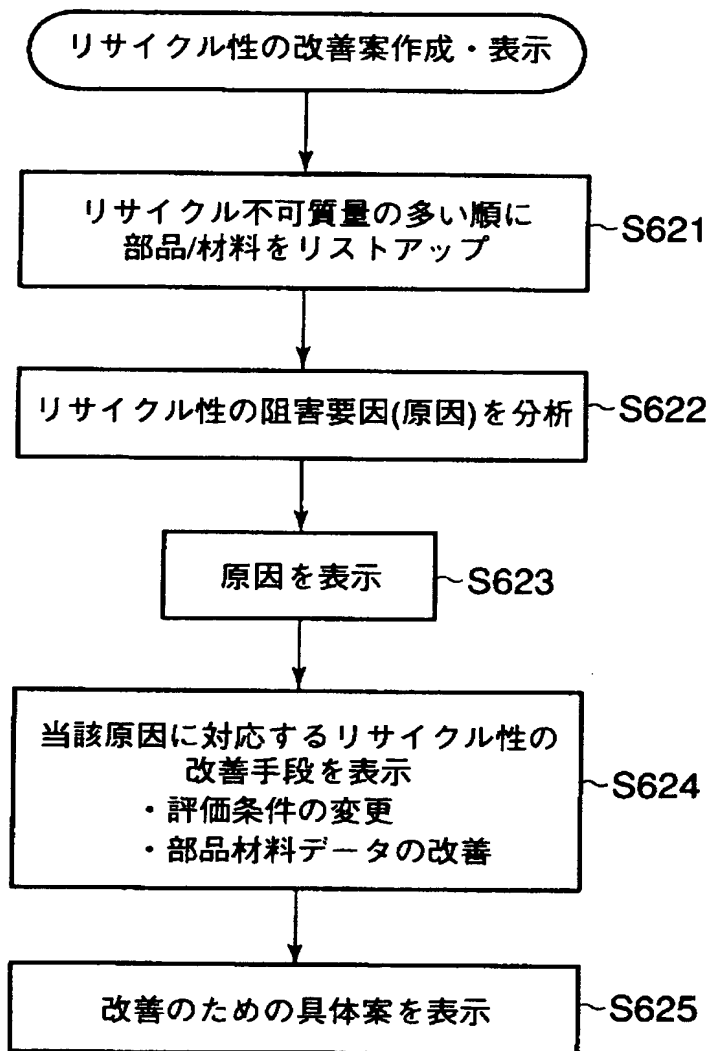 リサイクル性の改善案作成・表示
リサイクル不可質量の多い順に
部品/材料をリストアップ
S621
リサイクル性の阻害要因(原因)を分析
S622
原因を表示
S623
当該原因に対応するリサイクル性の
改善手段を表示
・評価条件の変更
・部品材料データの改善
S624
改善のための具体案を表示
S625